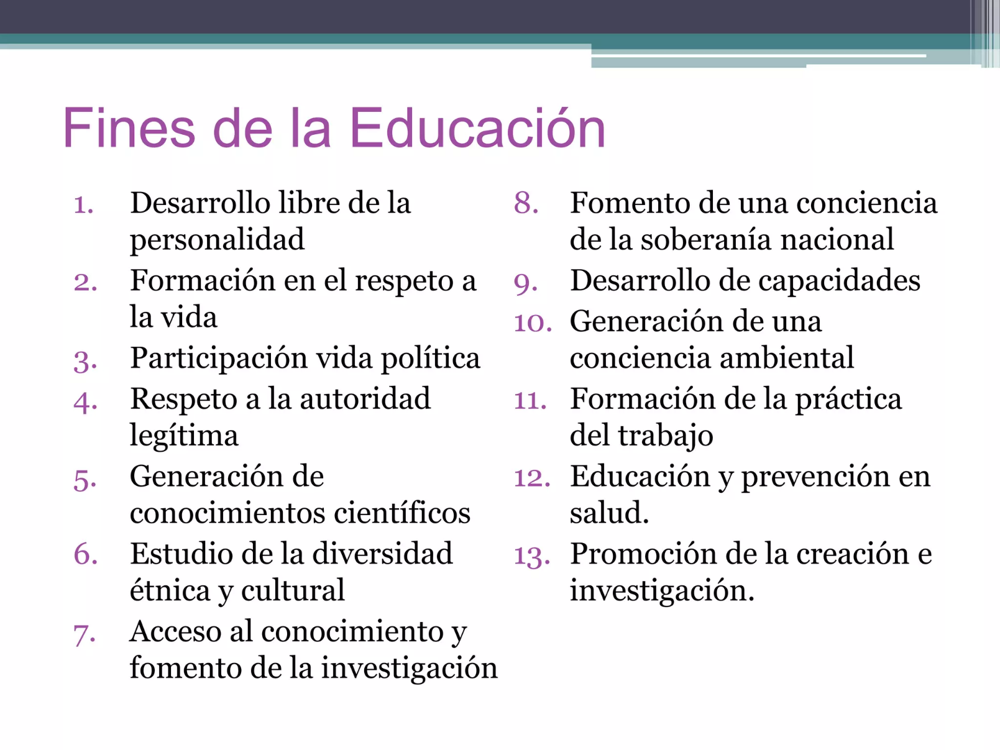 Fines de la Educación
1. Desarrollo libre de la
personalidad
2. Formación en el respeto a
la vida
3. Participación vida política
4. Respeto a la autoridad
legítima
5. Generación de
conocimientos científicos
6. Estudio de la diversidad
étnica y cultural
7. Acceso al conocimiento y
fomento de la investigación
8. Fomento de una conciencia
de la soberanía nacional
9. Desarrollo de capacidades
10. Generación de una
conciencia ambiental
11. Formación de la práctica
del trabajo
12. Educación y prevención en
salud.
13. Promoción de la creación e
investigación.